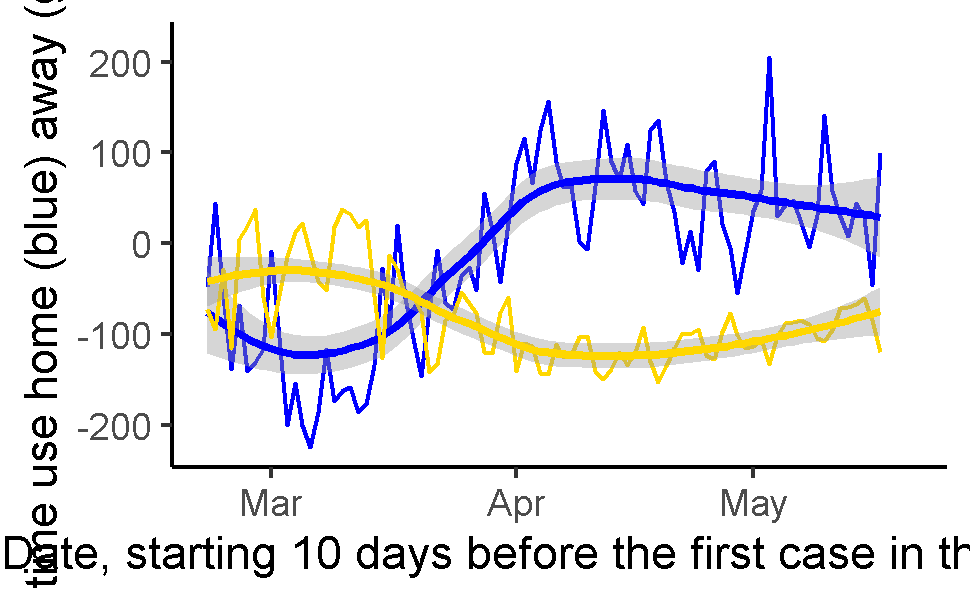 time use home (blue) away (
200
100
0
-100
-200
Mar
Apr
May
Date, starting 10 days before the first case in th